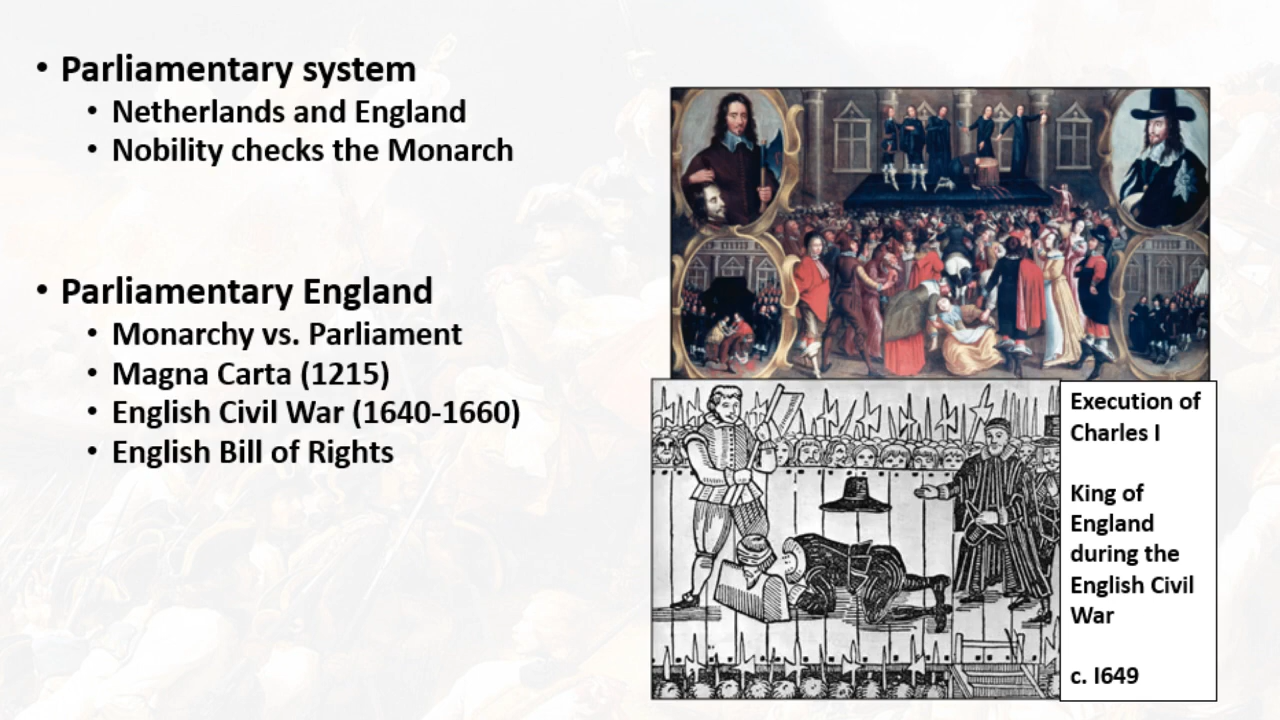 • Parliamentary system
• Netherlands and England
• Nobility checks the Monarch
• Parliamentary England
• Monarchy vs. Parliament
• Magna Carta (1215)
• English Civil War (1640-1660)
• English Bill of Rights
Execution of
Charles I
King of
England
during the
English Civil
War
c. I649